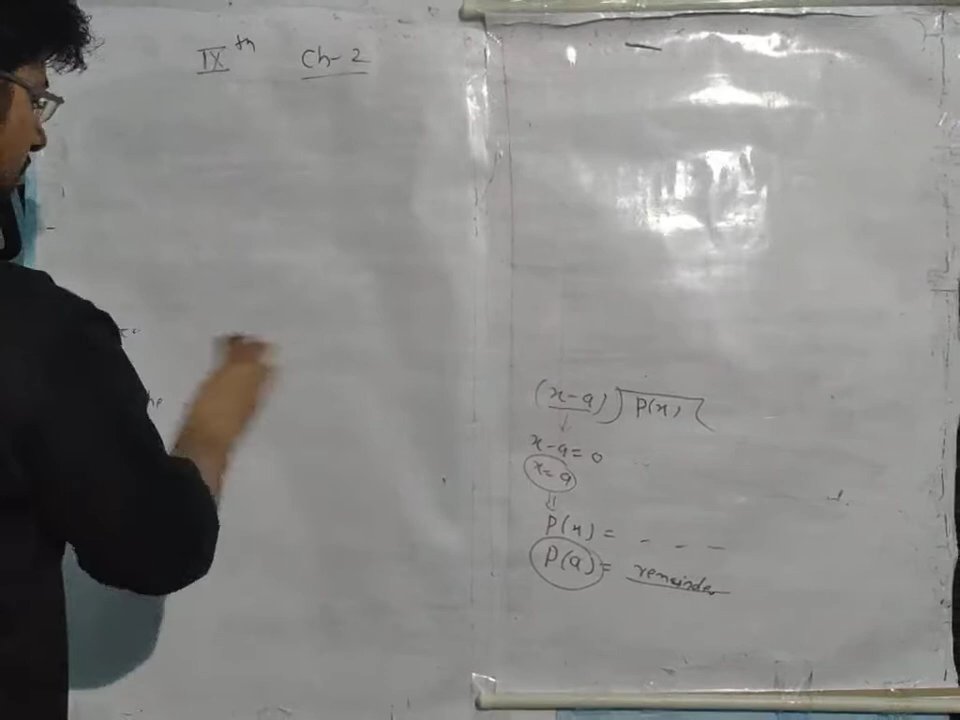 IXth Ch-2
(x-a)) P(x) (
x-a=0
x=a
P(x) = - - -
P(a) = remainder